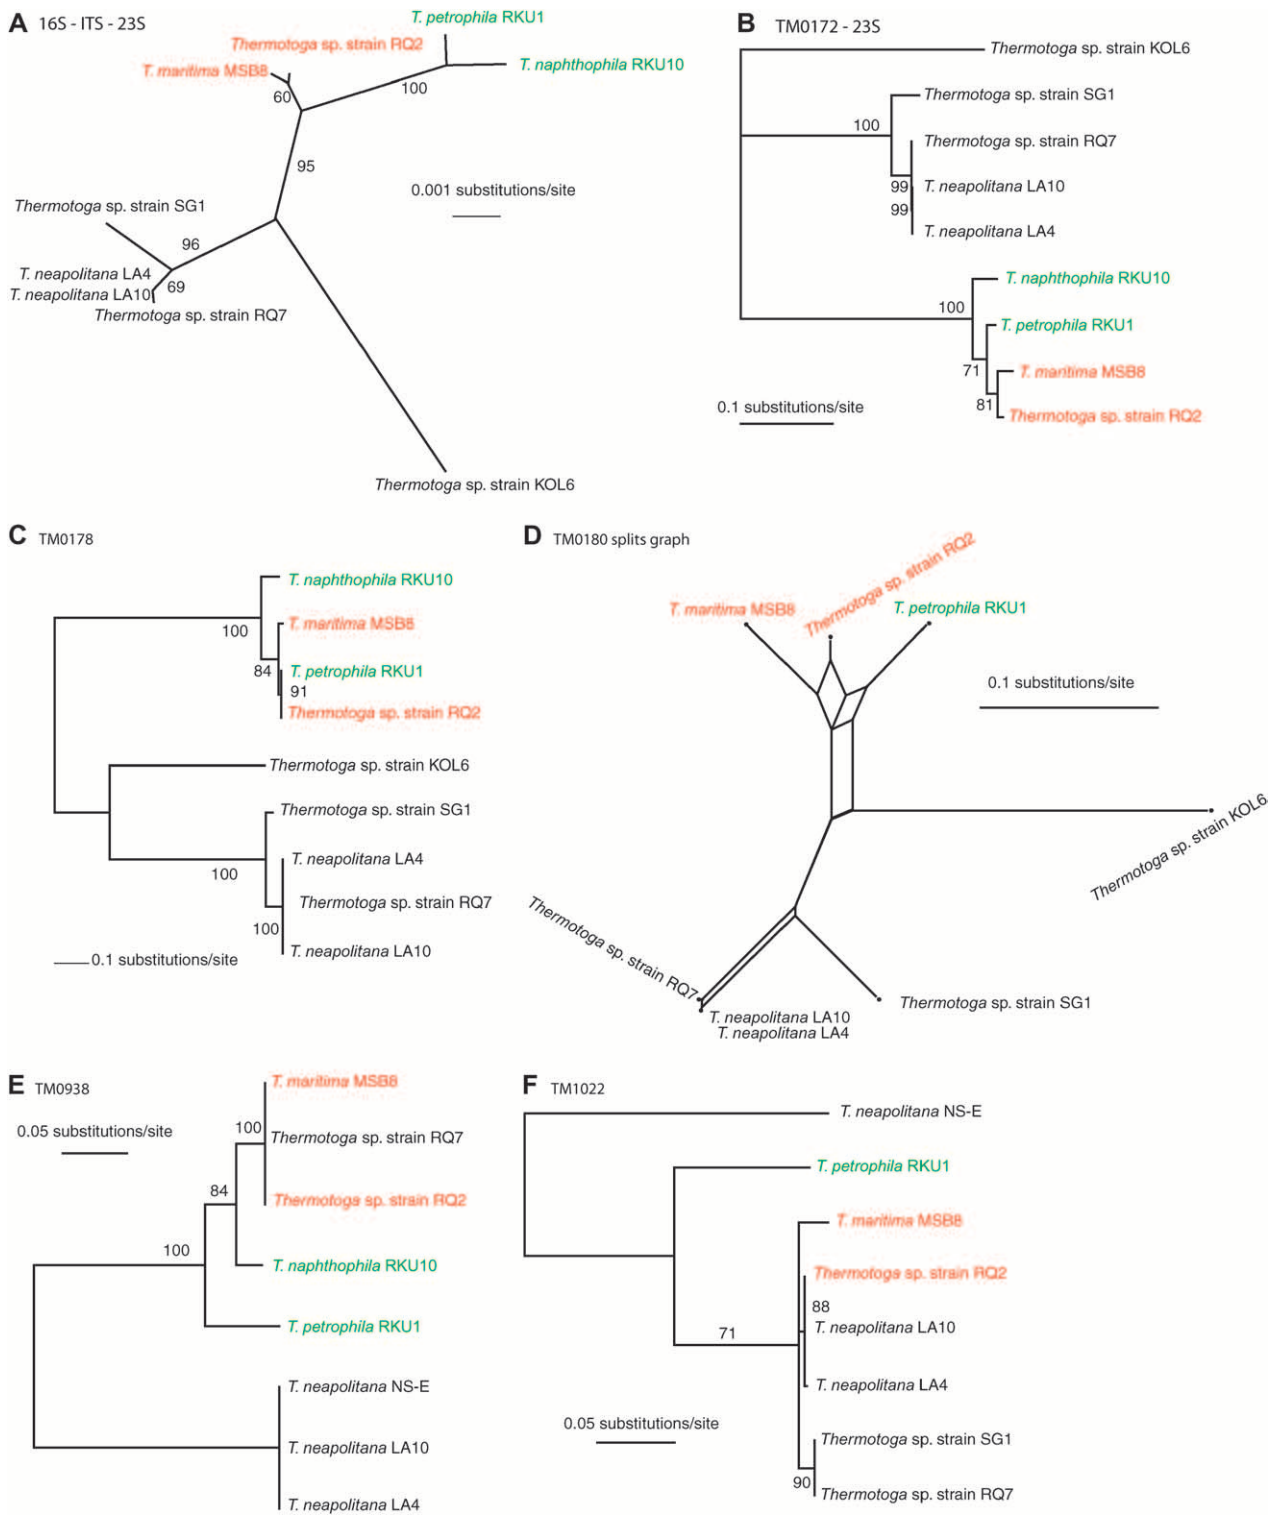 A 16S - ITS - 23S
T. petrophila RKU1
Thermotoga sp. strain RQ2
T. maritima MSB8
T. naphthophila RKU10
60
100
95
0.001 substitutions/site
Thermotoga sp. strain SG1
96
T. neapolitana LA4
69
T. neapolitana LA10
Thermotoga sp. strain RQ7
Thermotoga sp. strain KOL6
B TM0172 - 23S
Thermotoga sp. strain KOL6
Thermotoga sp. strain SG1
100
Thermotoga sp. strain RQ7
99
T. neapolitana LA10
99
T. neapolitana LA4
T. naphthophila RKU10
100
T. petrophila RKU1
71
T. maritima MSB8
81
Thermotoga sp. strain RQ2
0.1 substitutions/site
C TM0178
T. naphthophila RKU10
100
T. maritima MSB8
84
T. petrophila RKU1
91
Thermotoga sp. strain RQ2
Thermotoga sp. strain KOL6
Thermotoga sp. strain SG1
100
T. neapolitana LA4
Thermotoga sp. strain RQ7
100
T. neapolitana LA10
0.1 substitutions/site
D TM0180 splits graph
Thermotoga sp. strain RQ2
T. maritima MSB8
T. petrophila RKU1
0.1 substitutions/site
Thermotoga sp. strain KOL6
Thermotoga sp. strain RQ7
Thermotoga sp. strain SG1
T. neapolitana LA10
T. neapolitana LA4
E TM0938
T. maritima MSB8
0.05 substitutions/site
100
Thermotoga sp. strain RQ7
84
Thermotoga sp. strain RQ2
100
T. naphthophila RKU10
T. petrophila RKU1
T. neapolitana NS-E
T. neapolitana LA10
T. neapolitana LA4
F TM1022
T. neapolitana NS-E
T. petrophila RKU1
T. maritima MSB8
Thermotoga sp. strain RQ2
88
T. neapolitana LA10
71
T. neapolitana LA4
0.05 substitutions/site
Thermotoga sp. strain SG1
90
Thermotoga sp. strain RQ7